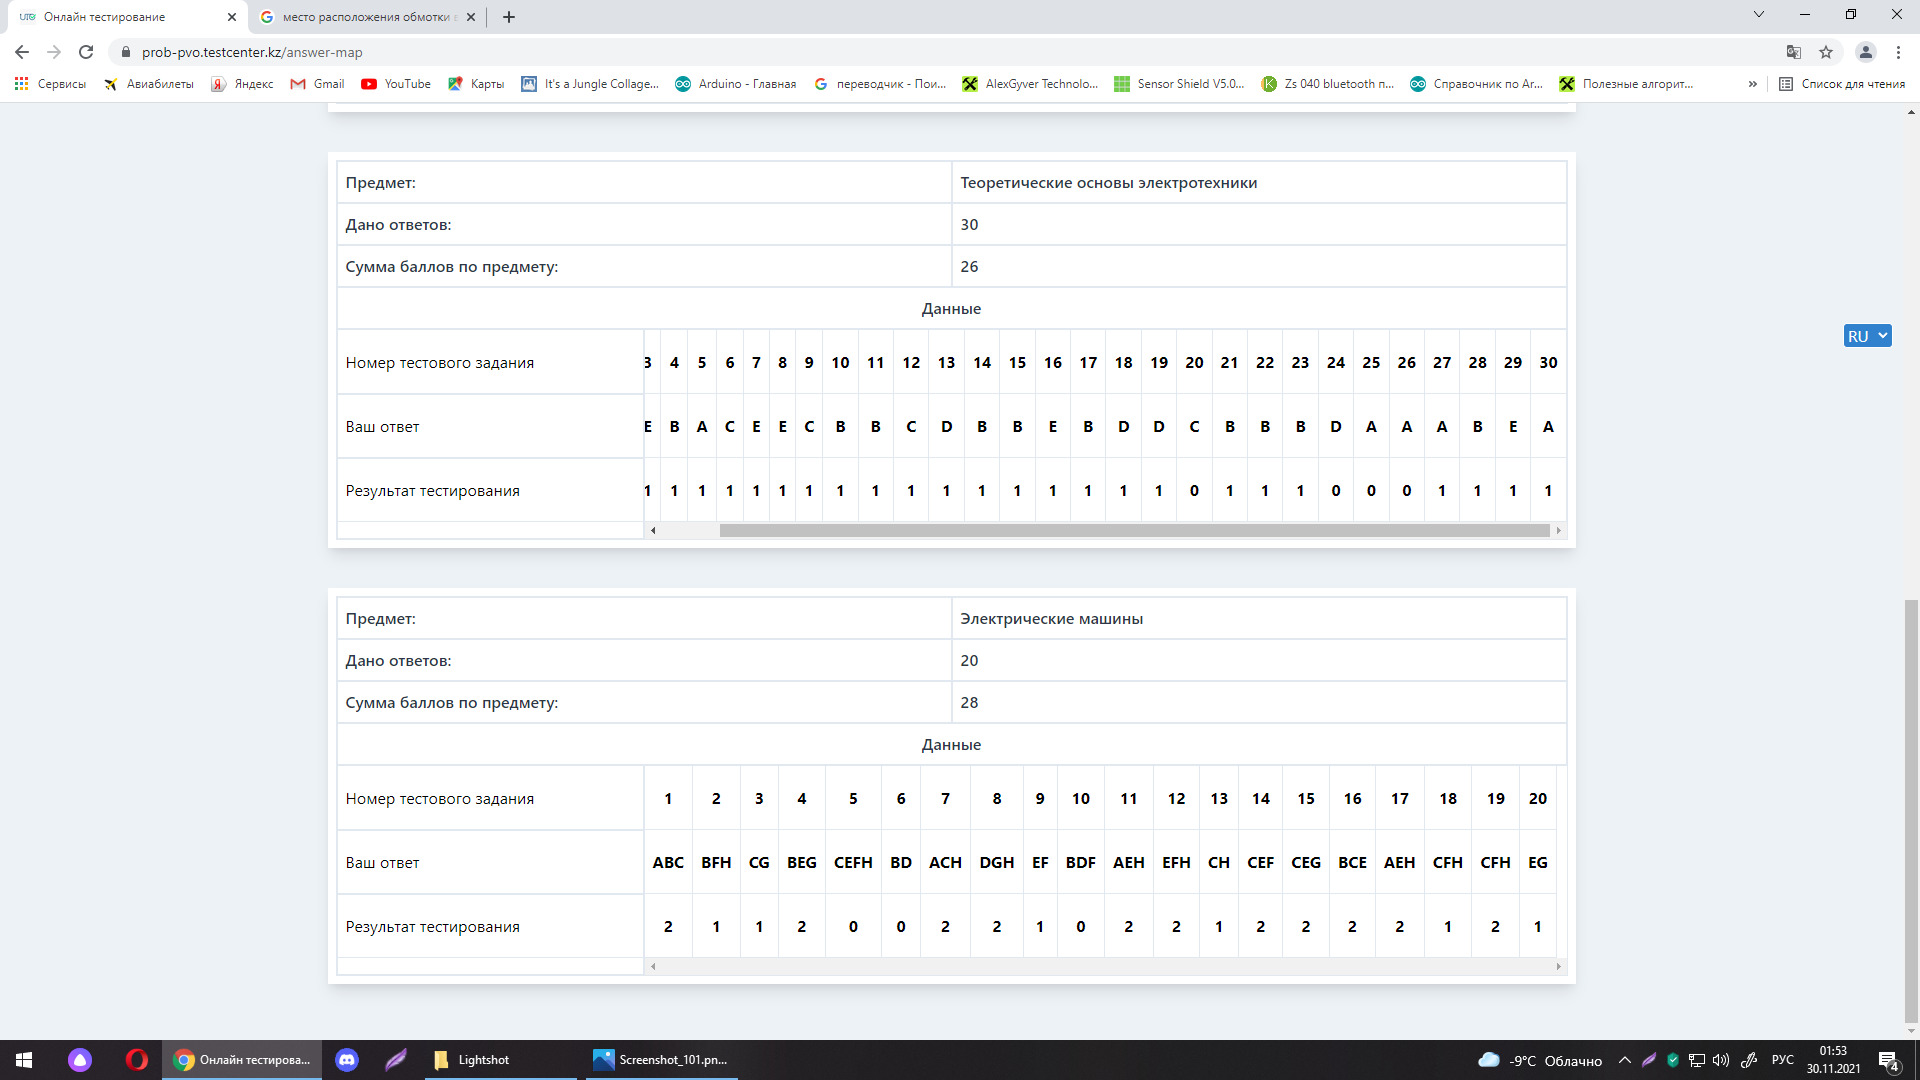 Онлайн тестирование
место расположения обмотки в
prob-pvo.testcenter.kz/answer-map
Сервисы Авиабилеты Яндекс Gmail YouTube Карты It's a Jungle Collage... Arduino - Главная переводчик - Пои... AlexGyver Technolo... Sensor Shield V5.0... Zs 040 bluetooth п... Справочник по Ar... Полезные алгорит... » Список для чтения
Предмет: Теоретические основы электротехники
Дано ответов: 30
Сумма баллов по предмету: 26
Данные
Номер тестового задания 3 4 5 6 7 8 9 10 11 12 13 14 15 16 17 18 19 20 21 22 23 24 25 26 27 28 29 30
Ваш ответ E B A C E E C B B C D B B E B D D C B B B D A A A B E A
Результат тестирования 1 1 1 1 1 1 1 1 1 1 1 1 1 1 1 1 1 0 1 1 1 0 0 0 1 1 1 1
RU
Предмет: Электрические машины
Дано ответов: 20
Сумма баллов по предмету: 28
Данные
Номер тестового задания 1 2 3 4 5 6 7 8 9 10 11 12 13 14 15 16 17 18 19 20
Ваш ответ ABC BFH CG BEG CEFH BD ACH DGH EF BDF AEH EFH CH CEF CEG BCE AEH CFH CFH EG
Результат тестирования 2 1 1 2 0 0 2 2 1 0 2 2 1 2 2 2 2 1 2 1
Онлайн тестирова... Lightshot Screenshot_101.pn... -9°C Облачно РУС 01:53
30.11.2021 4